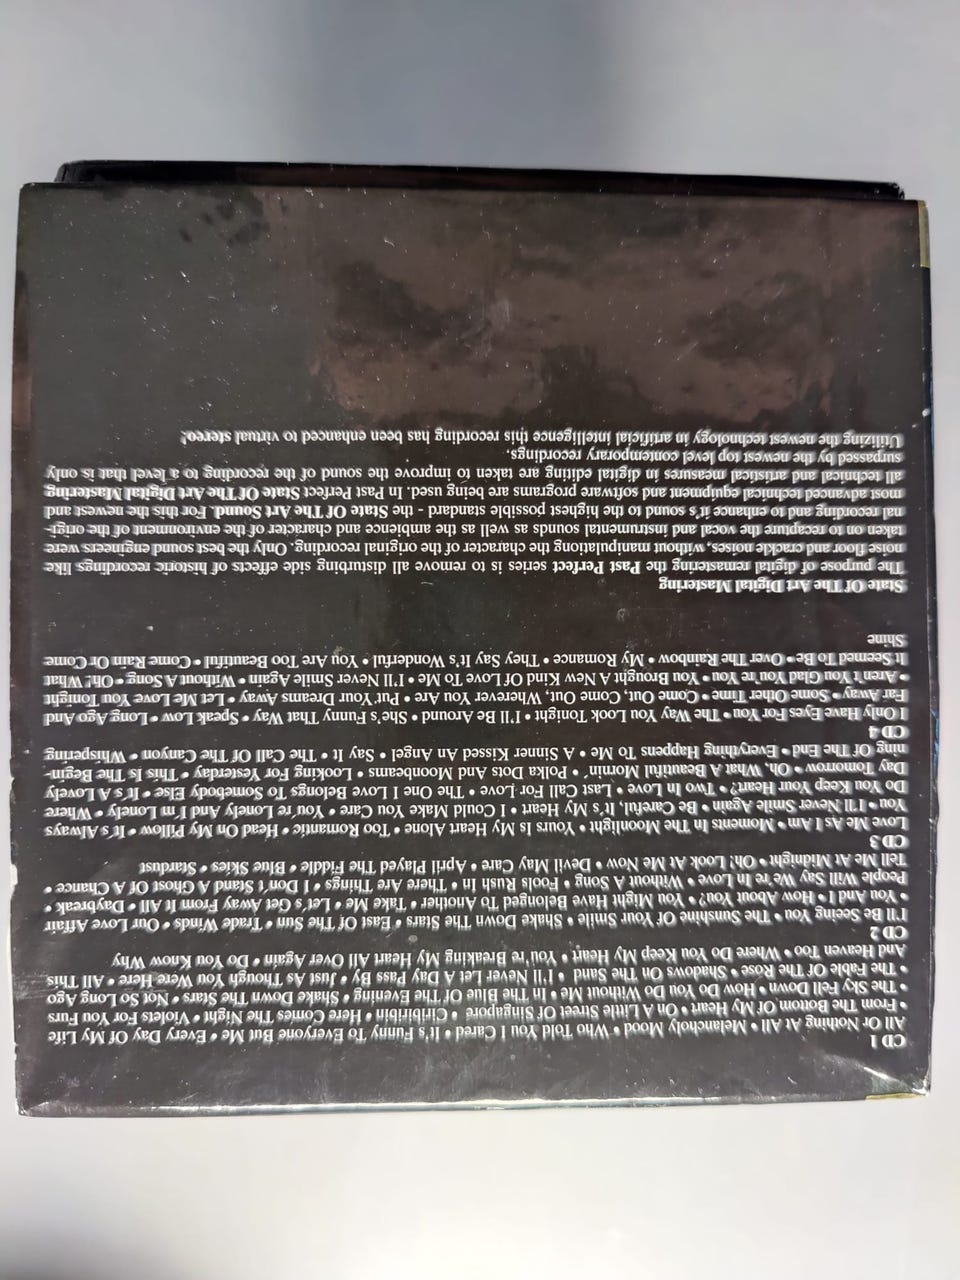 CD 1
All Or Nothing At All • Melancholy Mood • Who Told You I Cared • It's Funny To Everyone But Me • Every Day Of My Life
• From The Bottom Of My Heart • On A Little Street Of Singapore • Ciribiribin • Here Comes The Night • Violets For You Furs
• The Sky Fell Down • How Do You Do Without Me • In The Blue Of The Evening • Shake Down The Stars • Not So Long Ago
• The Fable Of The Rose • Shadows On The Sand • I'll Never Let A Day Pass By • Just As Though You Were Here • All This
And Heaven Too • Where Do You Keep My Heart • You're Breaking My Heart All Over Again • Do You Know Why
CD 2
I'll Be Seeing You • The Sunshine Of Your Smile • Shake Down The Stars • East Of The Sun • Trade Winds • Our Love Affair
• You And I • How About You? • You Might Have Belonged To Another • Take Me • Let's Get Away From It All • Daybreak •
People Will Say We're In Love • Without A Song • Fools Rush In • There Are Things • I Don't Stand A Ghost Of A Chance •
Tell Me At Midnight • Oh! Look At Me Now • Devil May Care • April Played The Fiddle • Blue Skies • Stardust
CD 3
Love Me As I Am • Moments In The Moonlight • Yours Is My Heart Alone • Too Romantic • Head On My Pillow • It's Always
You • I'll Never Smile Again • Be Careful, It's My Heart • I Could Make You Care • You're Lonely And I'm Lonely • Where
Do You Keep Your Heart? • Two In Love • Last Call For Love • The One I Love Belongs To Somebody Else • It's A Lovely
Day Tomorrow • Oh, What A Beautiful Mornin' • Polka Dots And Moonbeams • Looking For Yesterday • This Is The Begin-
ning Of The End • Everything Happens To Me • A Sinner Kissed An Angel • Say It • The Call Of The Canyon • Whispering
CD 4
I Only Have Eyes For You • The Way You Look Tonight • I'll Be Around • She's Funny That Way • Speak Low • Long Ago And
Far Away • Some Other Time • Come Out, Come Out, Wherever You Are • Put Your Dreams Away • Let Me Love You Tonight
• Aren't You Glad You're You • You Brought A New Kind Of Love To Me • I'll Never Smile Again • Without A Song • Oh! What
It Seemed To Be • Over The Rainbow • My Romance • They Say It's Wonderful • You Are Too Beautiful • Come Rain Or Come
Shine
State Of The Art Digital Mastering
The purpose of digital remastering the Past Perfect series is to remove all disturbing side effects of historic recordings like
noise floor and crackle noises, without manipulationg the character of the original recording. Only the best sound engineers were
taken on to recapture the vocal and instrumental sounds as well as the ambience and character of the environment of the origi-
nal recording and to enhance it's sound to the highest possible standard - the State Of The Art Sound. For this the newest and
most advanced technical equipment and software programs are being used. In Past Perfect State Of The Art Digital Mastering
all technical and artistical measures in digital editing are taken to improve the sound of the recording to a level that is only
surpassed by the newest top level contemporary recordings.
Utilizing the newest technology in artificial intelligence this recording has been enhanced to virtual stereo!